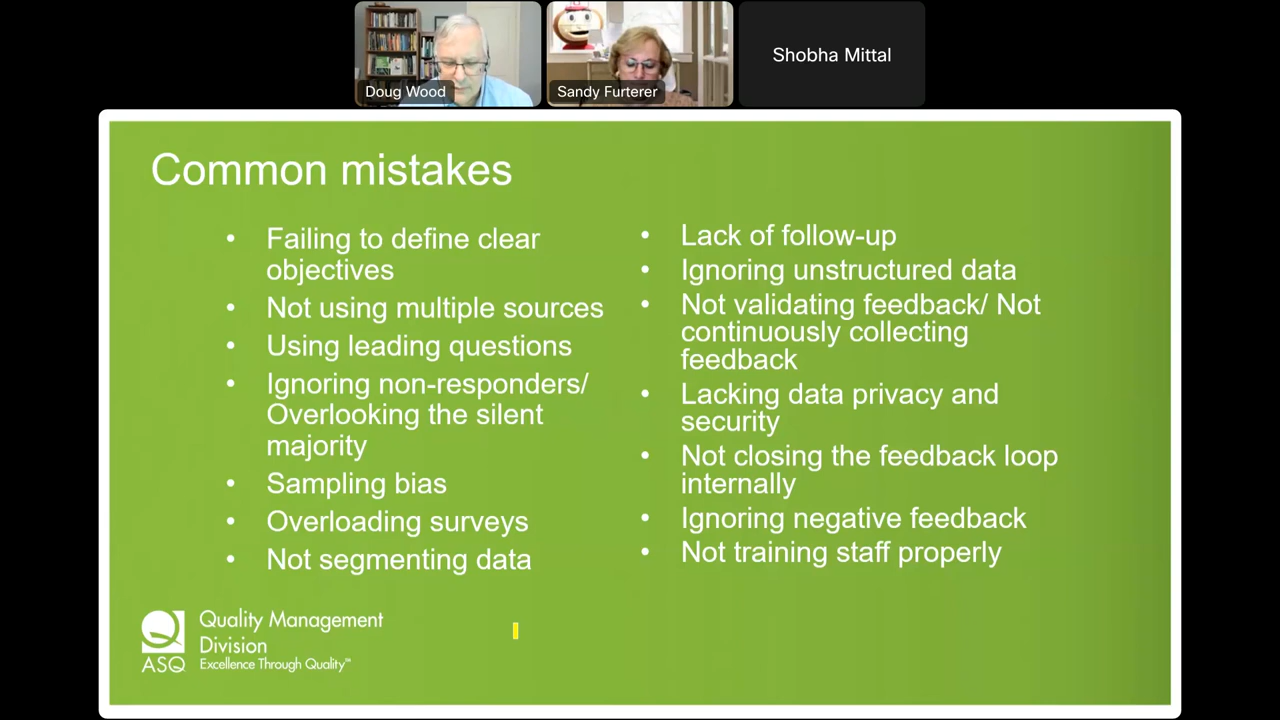 Doug Wood
Sandy Furterer
Shobha Mittal
Common mistakes
• Failing to define clear
objectives
• Not using multiple sources
• Using leading questions
• Ignoring non-responders/
Overlooking the silent
majority
• Sampling bias
• Overloading surveys
• Not segmenting data
• Lack of follow-up
• Ignoring unstructured data
• Not validating feedback/ Not
continuously collecting
feedback
• Lacking data privacy and
security
• Not closing the feedback loop
internally
• Ignoring negative feedback
• Not training staff properly
ASQ
Quality Management
Division
Excellence Through Quality™